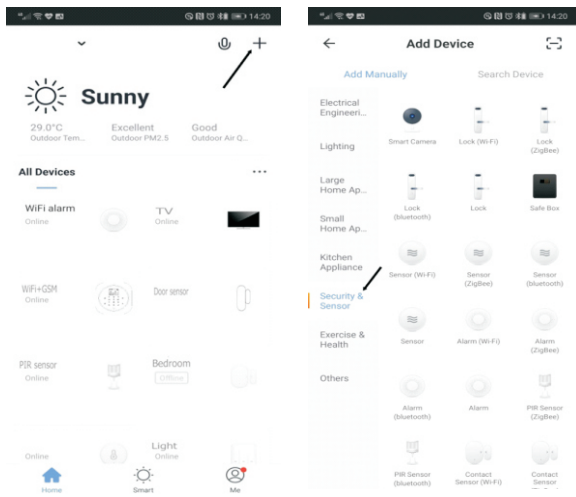 14:20
Sunny
29.0°C
Outdoor Tem...
Excellent
Outdoor PM2.5
Good
Outdoor Air Q...
All Devices
WiFi alarm
Online
TV
Online
WiFi+GSM
Online
Door sensor
PIR sensor
Online
Bedroom
Offline
Online
Light
Online
Home
Smart
Me
14:20
Add Device
Add Manually
Search Device
Electrical
Engineeri...
Lighting
Large
Home Ap...
Small
Home Ap...
Kitchen
Appliance
Security &
Sensor
Exercise &
Health
Others
Smart Camera
Lock (Wi-Fi)
Lock
(ZigBee)
Lock
(bluetooth)
Lock
Safe Box
Sensor (Wi-Fi)
Sensor
(ZigBee)
Sensor
(bluetooth)
Sensor
Alarm (Wi-Fi)
Alarm
(ZigBee)
Alarm
(bluetooth)
Alarm
PIR Sensor
(ZigBee)
PIR Sensor
(bluetooth)
Contact
Sensor (Wi-Fi)
Contact
Sensor